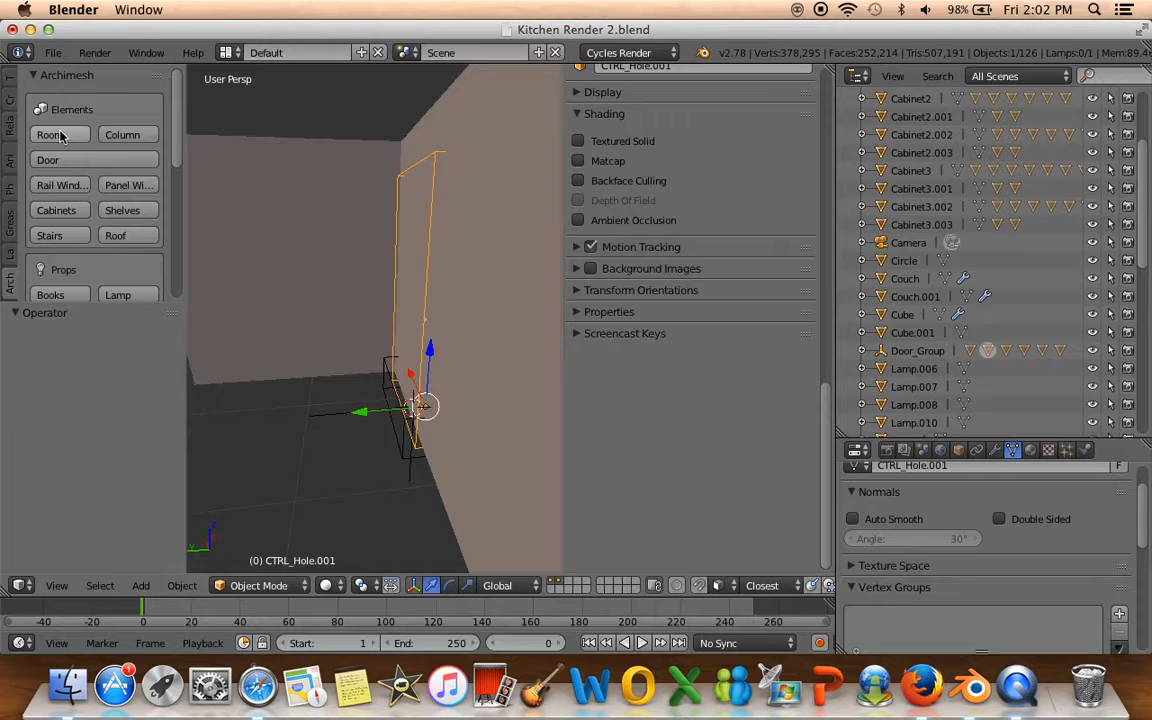 Blender Window 98% Fri 2:02 PM
Kitchen Render 2.blend
File Render Window Help Default Scene Cycles Render v2.78 | Verts:378,295 | Faces:252,214 | Tris:507,191 | Objects:1/126 | Lamps:0/1 | Mem:89.4
Archimesh
Elements
Room Column
Door
Rail Wind... Panel Wi...
Cabinets Shelves
Stairs Roof
Props
Books Lamp
Operator
Cr
Rela
Ani
Ph
Greas
La
Arch
User Persp
(0) CTRL_Hole.001
CTRL_Hole.001
Display
Shading
Textured Solid
Matcap
Backface Culling
Depth Of Field
Ambient Occlusion
Motion Tracking
Background Images
Transform Orientations
Properties
Screencast Keys
View Search All Scenes
Cabinet2
Cabinet2.001
Cabinet2.002
Cabinet2.003
Cabinet3
Cabinet3.001
Cabinet3.002
Cabinet3.003
Camera
Circle
Couch
Couch.001
Cube
Cube.001
Door_Group
Lamp.006
Lamp.007
Lamp.008
Lamp.010
CTRL_Hole.001 F
Normals
Auto Smooth Double Sided
Angle: 30°
Texture Space
Vertex Groups
View Select Add Object Object Mode Global Closest
-40 -20 0 20 40 60 80 100 120 140 160 180 200 220 240 260
View Marker Frame Playback Start: 1 End: 250 0 No Sync